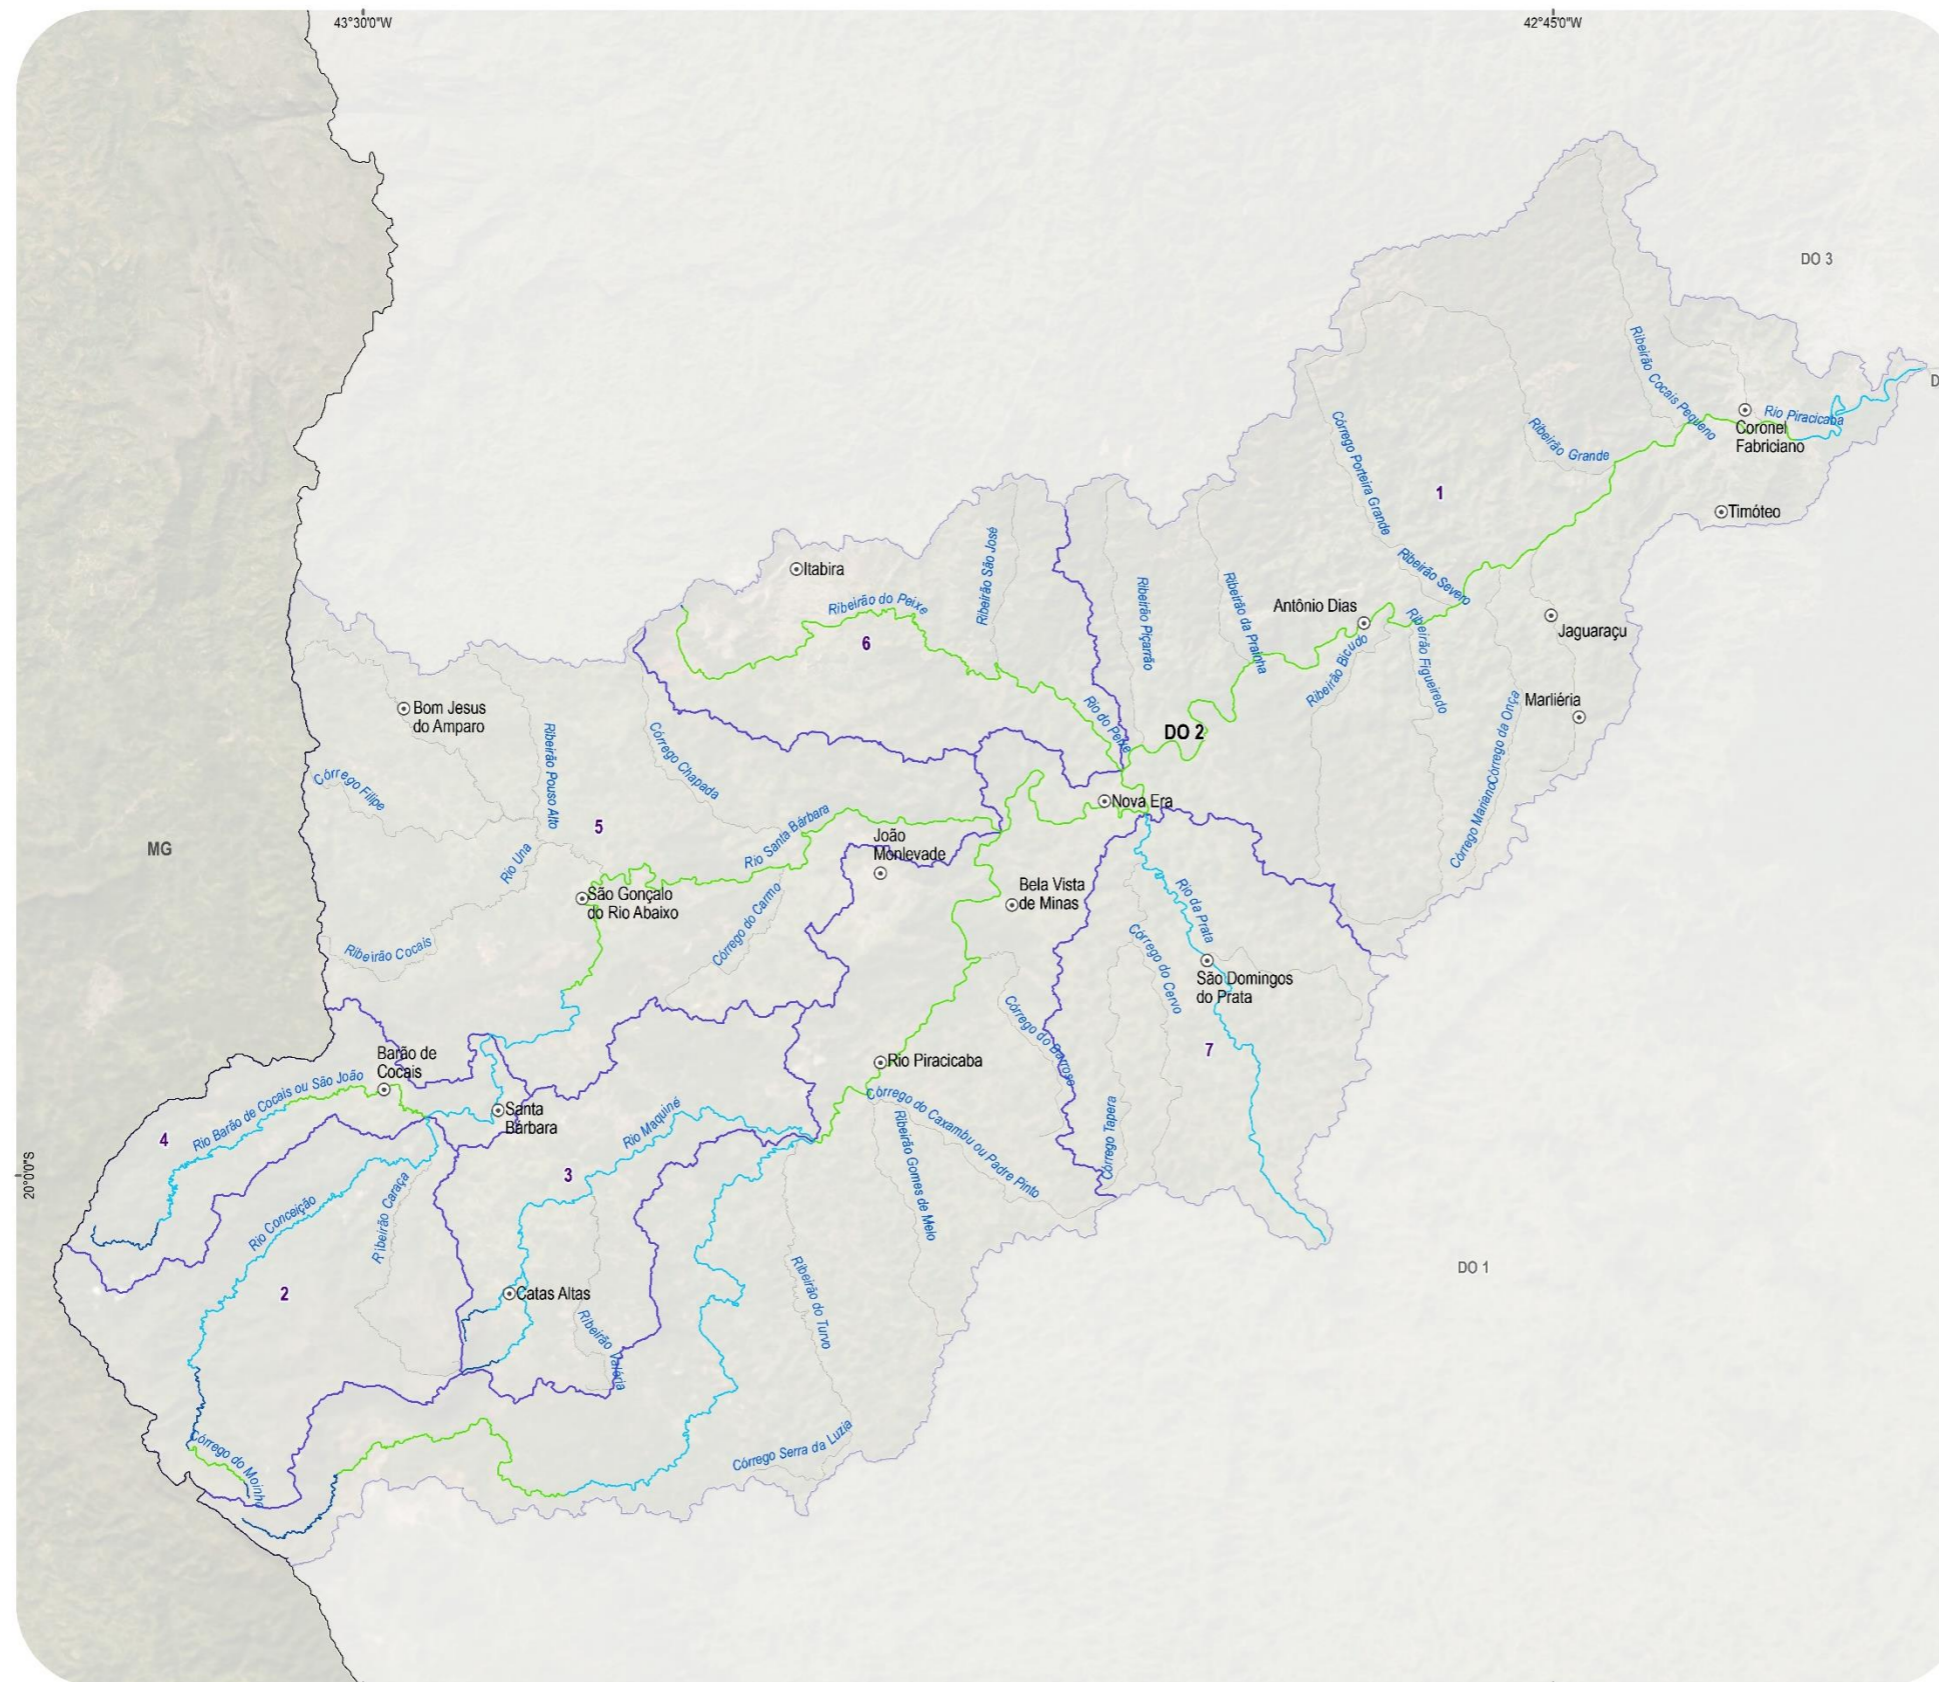 43°30'0"W
42°45'0"W
DO 3
D
Ribeirão Cocais Pequeno
Rio Piracicaba
Coronel
Fabriciano
Ribeirão Grande
Córrego Porteira Grande
1
Timóteo
Itabira
Ribeirão São José
Ribeirão do Peixe
6
Ribeirão Piçarrão
Ribeirão da Prainha
Ribeirão Severo
Antônio Dias
Ribeirão Bicudo
Ribeirão Figueiredo
Jaguaraçu
Marliéria
Bom Jesus
do Amparo
Ribeirão Pouso Alto
Córrego Chapada
Rio do Peixe
DO 2
Córrego Mariano
Córrego da Onça
Córrego Filipe
Nova Era
5
Rio Santa Bárbara
João
Monlevade
MG
Rio Una
São Gonçalo
do Rio Abaixo
Bela Vista
de Minas
Rio da Prata
Córrego do Carmo
Ribeirão Cocais
Córrego do Cervo
São Domingos
do Prata
Córrego do Barroso
7
Barão de
Cocais
Rio Piracicaba
Rio Barão de Cocais ou São João
4
Santa
Bárbara
Rio Maquiné
Córrego do Caxambu ou Padre Pinto
Ribeirão Gomes de Melo
Córrego Tapera
20°0'0"S
3
Rio Conceição
Ribeirão Caraça
2
Catas Altas
Ribeirão Valéria
Ribeirão do Turvo
DO 1
Córrego do Moinho
Córrego Serra da Luzia